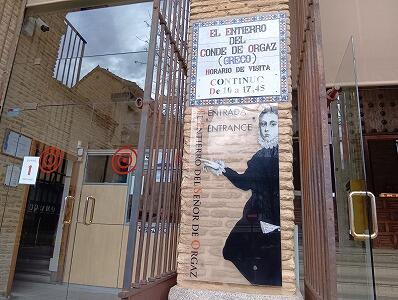 EL ENTIERRO
DEL
CONDE DE ORGAZ
(GRECO)
HORARIO DE VISITA
CONTINUO
DE 10 A 17,45
ENTRADA
ENTRANCE
ENTIERRO DEL SEÑOR DE ORGAZ
1